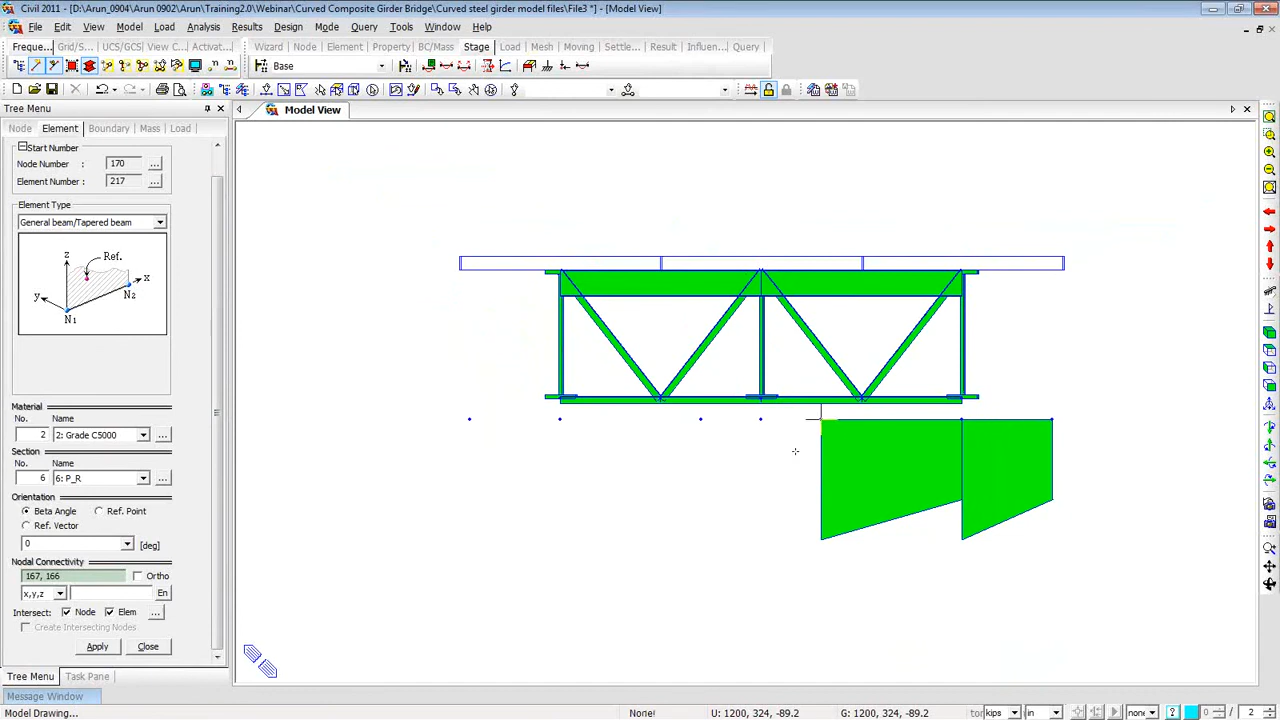 Civil 2011 - [D:\Arun_0904\Arun 0902\Arun\Training2.0\Webinar\Curved Composite Girder Bridge\Curved steel girder model files\File3 *] - [Model View]
File View Model Load Analysis Results Design Mode Query Tools Window Help
Freque... Grid/S... UCS/GCS View C... Activat... Wizard Node Element Property BC/Mass Stage Load Mesh Moving Settle... Result Influen... Query
Base
Tree Menu
Model View
Node Element Boundary Mass Load
Start Number
Node Number : 170 ...
Element Number : 217 ...
Element Type
General beam/Tapered beam
Ref.
z
x
y
N2
N1
Material
No. Name
2 2: Grade C5000 ...
Section
No. Name
6 6: P_R ...
Orientation
Beta Angle Ref. Point
Ref. Vector
0 [deg]
Nodal Connectivity
167, 166 Ortho
x,y,z En
Intersect: Node Elem ...
Create Intersecting Nodes
Apply Close
Tree Menu Task Pane
Message Window
Model Drawing... None! U: 1200, 324, -89.2 G: 1200, 324, -89.2 kips in none 0 / 2